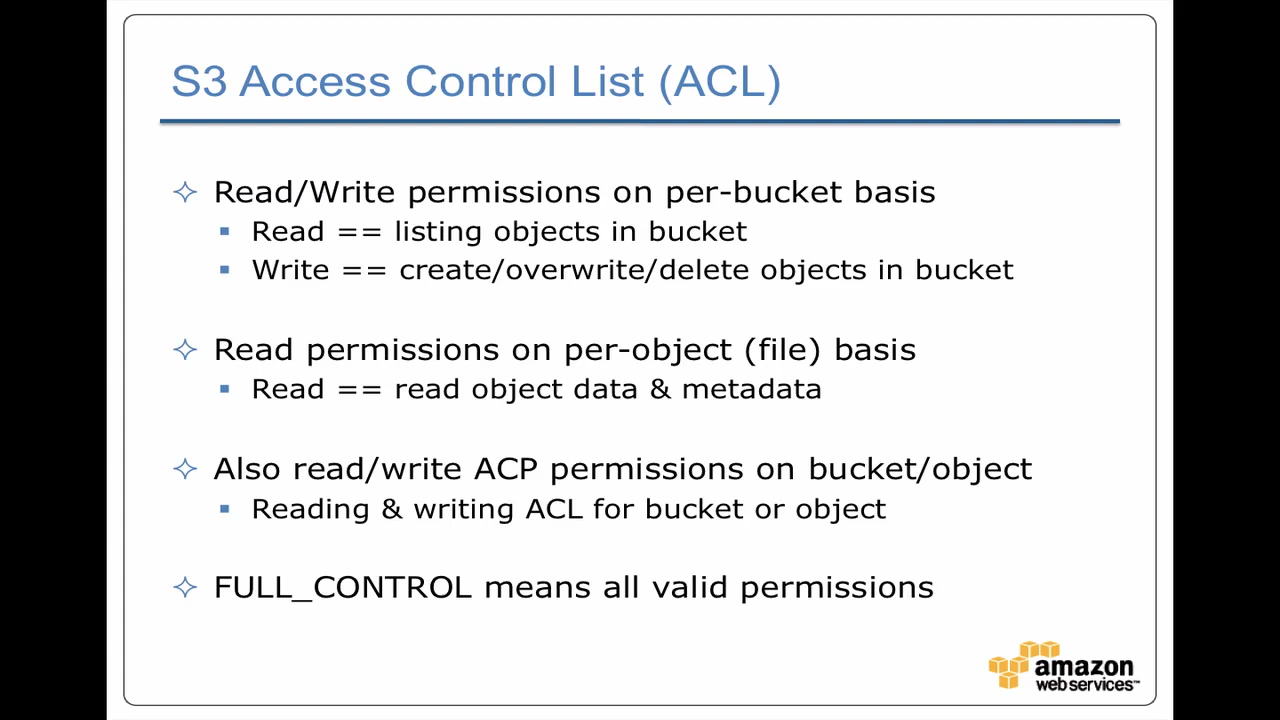 S3 Access Control List (ACL)
Read/Write permissions on per-bucket basis
Read == listing objects in bucket
Write == create/overwrite/delete objects in bucket
Read permissions on per-object (file) basis
Read == read object data & metadata
Also read/write ACP permissions on bucket/object
Reading & writing ACL for bucket or object
FULL_CONTROL means all valid permissions
amazon
webservices™